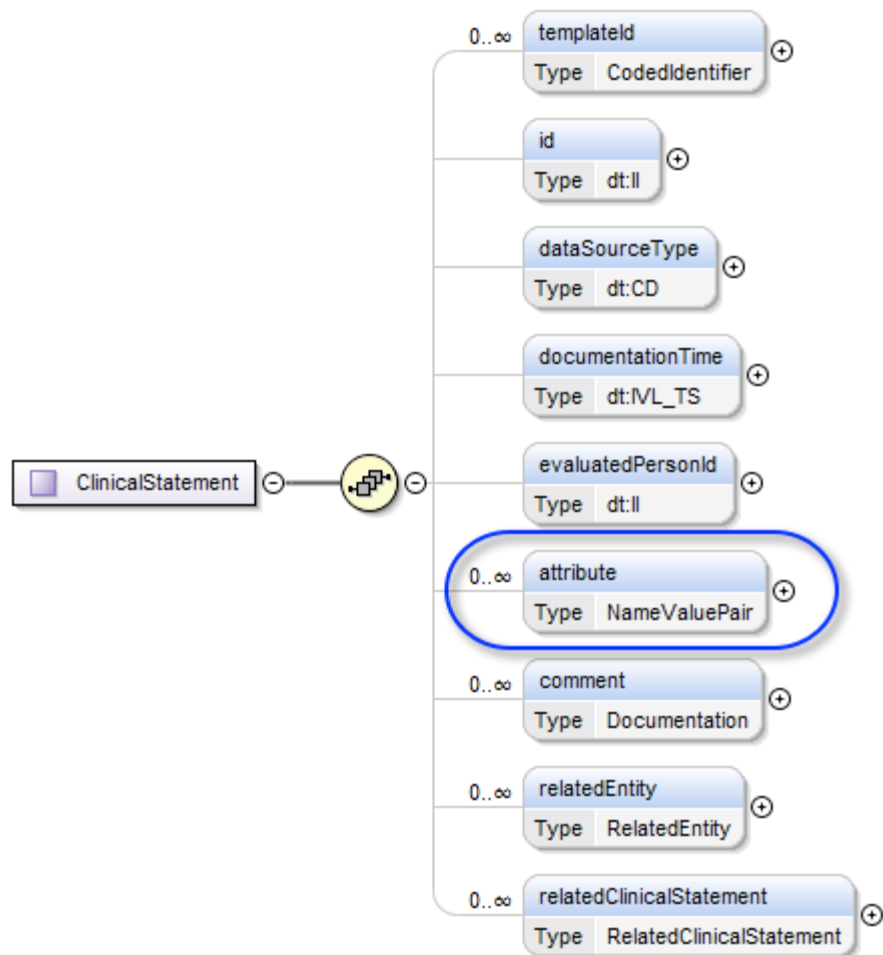 0..∞ templateId
Type CodedIdentifier
id
Type dt:II
dataSourceType
Type dt:CD
documentationTime
Type dt:IVL_TS
ClinicalStatement
evaluatedPersonId
Type dt:II
0..∞ attribute
Type NameValuePair
0..∞ comment
Type Documentation
0..∞ relatedEntity
Type RelatedEntity
0..∞ relatedClinicalStatement
Type RelatedClinicalStatement